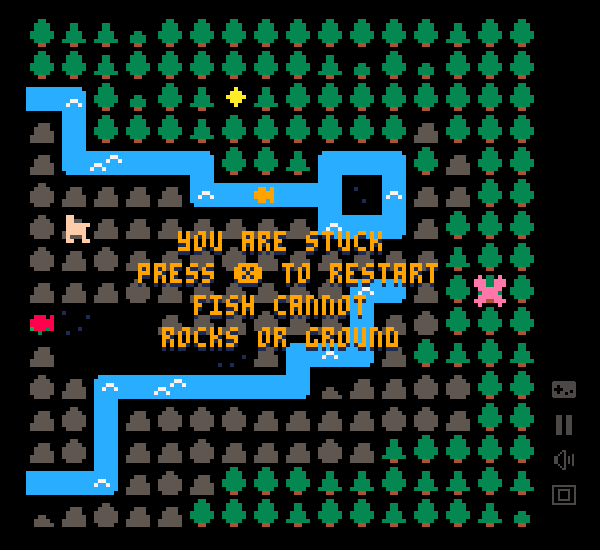 YOU ARE STUCK
PRESS ❎ TO RESTART
FISH CANNOT
ROCKS OR GROUND